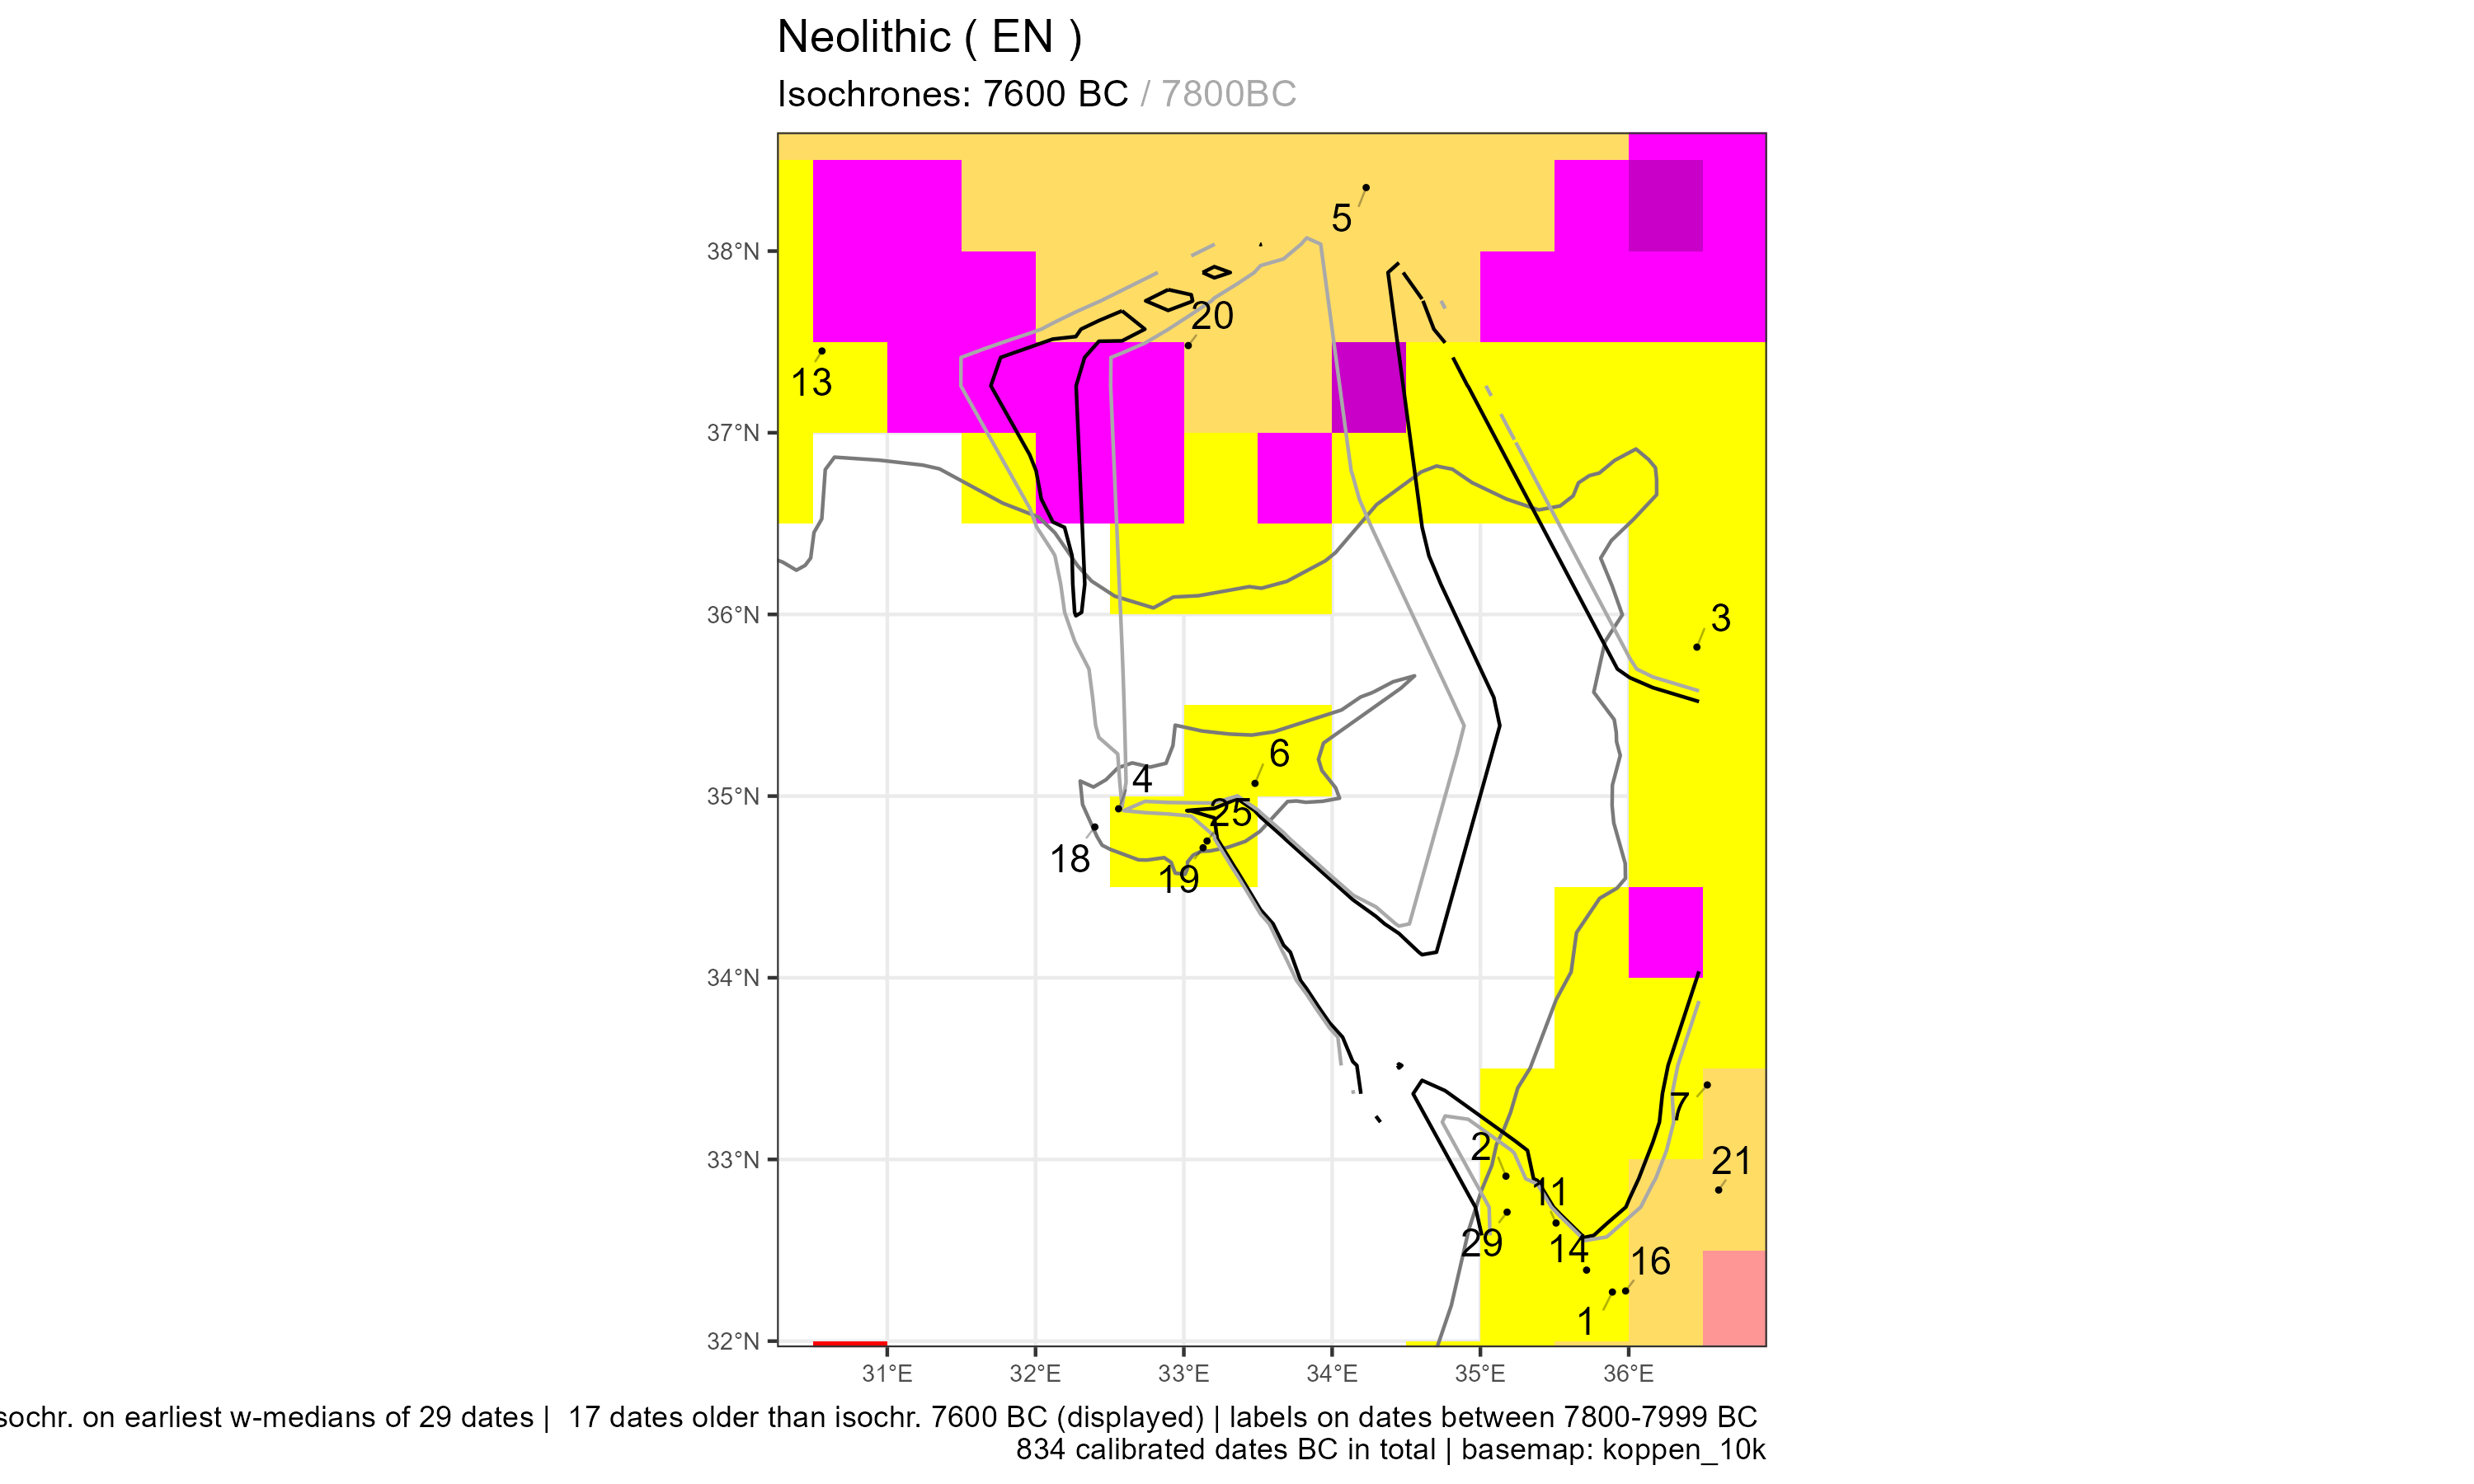 Neolithic ( EN )
Isochrones: 7600 BC / 7800BC
38°N
37°N
36°N
35°N
34°N
33°N
32°N
5
20
13
3
6
4
25
18
19
7
2
21
11
29
14
16
1
31°E 32°E 33°E 34°E 35°E 36°E
sochr. on earliest w-medians of 29 dates | 17 dates older than isochr. 7600 BC (displayed) | labels on dates between 7800-7999 BC
834 calibrated dates BC in total | basemap: koppen_10k